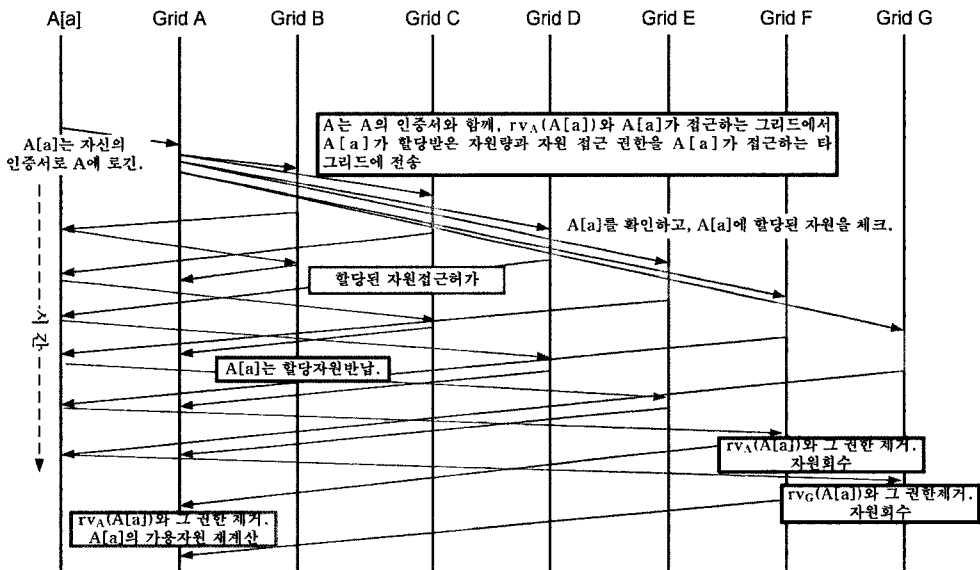 A[a] Grid A Grid B Grid C Grid D Grid E Grid F Grid G
A[a]는 자신의
인증서로 A에 로긴.
A는 A의 인증서와 함께, rvA(A[a])와 A[a]가 접근하는 그리드에서
A[a]가 할당받은 자원량과 자원 접근 권한을 A[a]가 접근하는 타
그리드에 전송
A[a]를 확인하고, A[a]에 할당된 자원을 체크.
할당된 자원접근허가
시간
A[a]는 할당자원반납.
rvA(A[a])와 그 권한 제거.
자원회수
rvG(A[a])와 그 권한제거.
자원회수
rvA(A[a])와 그 권한 제거.
A[a]의 가용자원 재계산